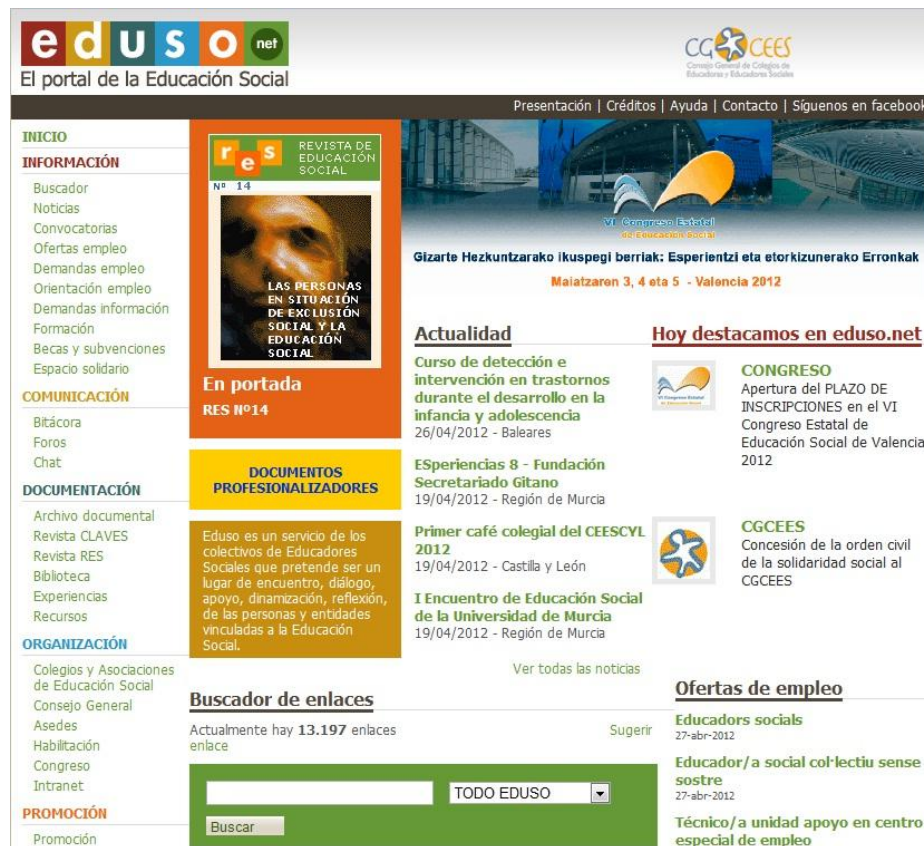 eduso net
El portal de la Educación Social
CGCEES
Consejo General de Colegios de
Educadoras y Educadores Sociales
Presentación | Créditos | Ayuda | Contacto | Síguenos en facebook
INICIO
INFORMACIÓN
Buscador
Noticias
Convocatorias
Ofertas empleo
Demandas empleo
Orientación empleo
Demandas información
Formación
Becas y subvenciones
Espacio solidario
COMUNICACIÓN
Bitácora
Foros
Chat
DOCUMENTACIÓN
Archivo documental
Revista CLAVES
Revista RES
Biblioteca
Experiencias
Recursos
ORGANIZACIÓN
Colegios y Asociaciones
de Educación Social
Consejo General
Asedes
Habilitación
Congreso
Intranet
PROMOCIÓN
Promoción
res
REVISTA DE
EDUCACIÓN
SOCIAL
Nº 14
LAS PERSONAS
EN SITUACIÓN
DE EXCLUSIÓN
SOCIAL Y LA
EDUCACIÓN
SOCIAL
En portada
RES Nº14
DOCUMENTOS
PROFESIONALIZADORES
Eduso es un servicio de los
colectivos de Educadores
Sociales que pretende ser un
lugar de encuentro, diálogo,
apoyo, dinamización, reflexión,
de las personas y entidades
vinculadas a la Educación
Social.
VI Congreso Estatal
de Educación Social
Gizarte Hezkuntzarako ikuspegi berriak: Esperientzi eta etorkizunerako Erronkak
Maiatzaren 3, 4 eta 5 - Valencia 2012
Actualidad
Curso de detección e
intervención en trastornos
durante el desarrollo en la
infancia y adolescencia
26/04/2012 - Baleares
ESperiencias 8 - Fundación
Secretariado Gitano
19/04/2012 - Región de Murcia
Primer café colegial del CEESCYL
2012
19/04/2012 - Castilla y León
I Encuentro de Educación Social
de la Universidad de Murcia
19/04/2012 - Región de Murcia
Ver todas las noticias
Hoy destacamos en eduso.net
VI Congreso Estatal
de Educación Social
CONGRESO
Apertura del PLAZO DE
INSCRIPCIONES en el VI
Congreso Estatal de
Educación Social de Valencia
2012
CGCEES
Concesión de la orden civil
de la solidaridad social al
CGCEES
Buscador de enlaces
Actualmente hay 13.197 enlaces
Sugerir
enlace
TODO EDUSO
Buscar
Ofertas de empleo
Educadors socials
27-abr-2012
Educador/a social col·lectiu sense
sostre
27-abr-2012
Técnico/a unidad apoyo en centro
especial de empleo